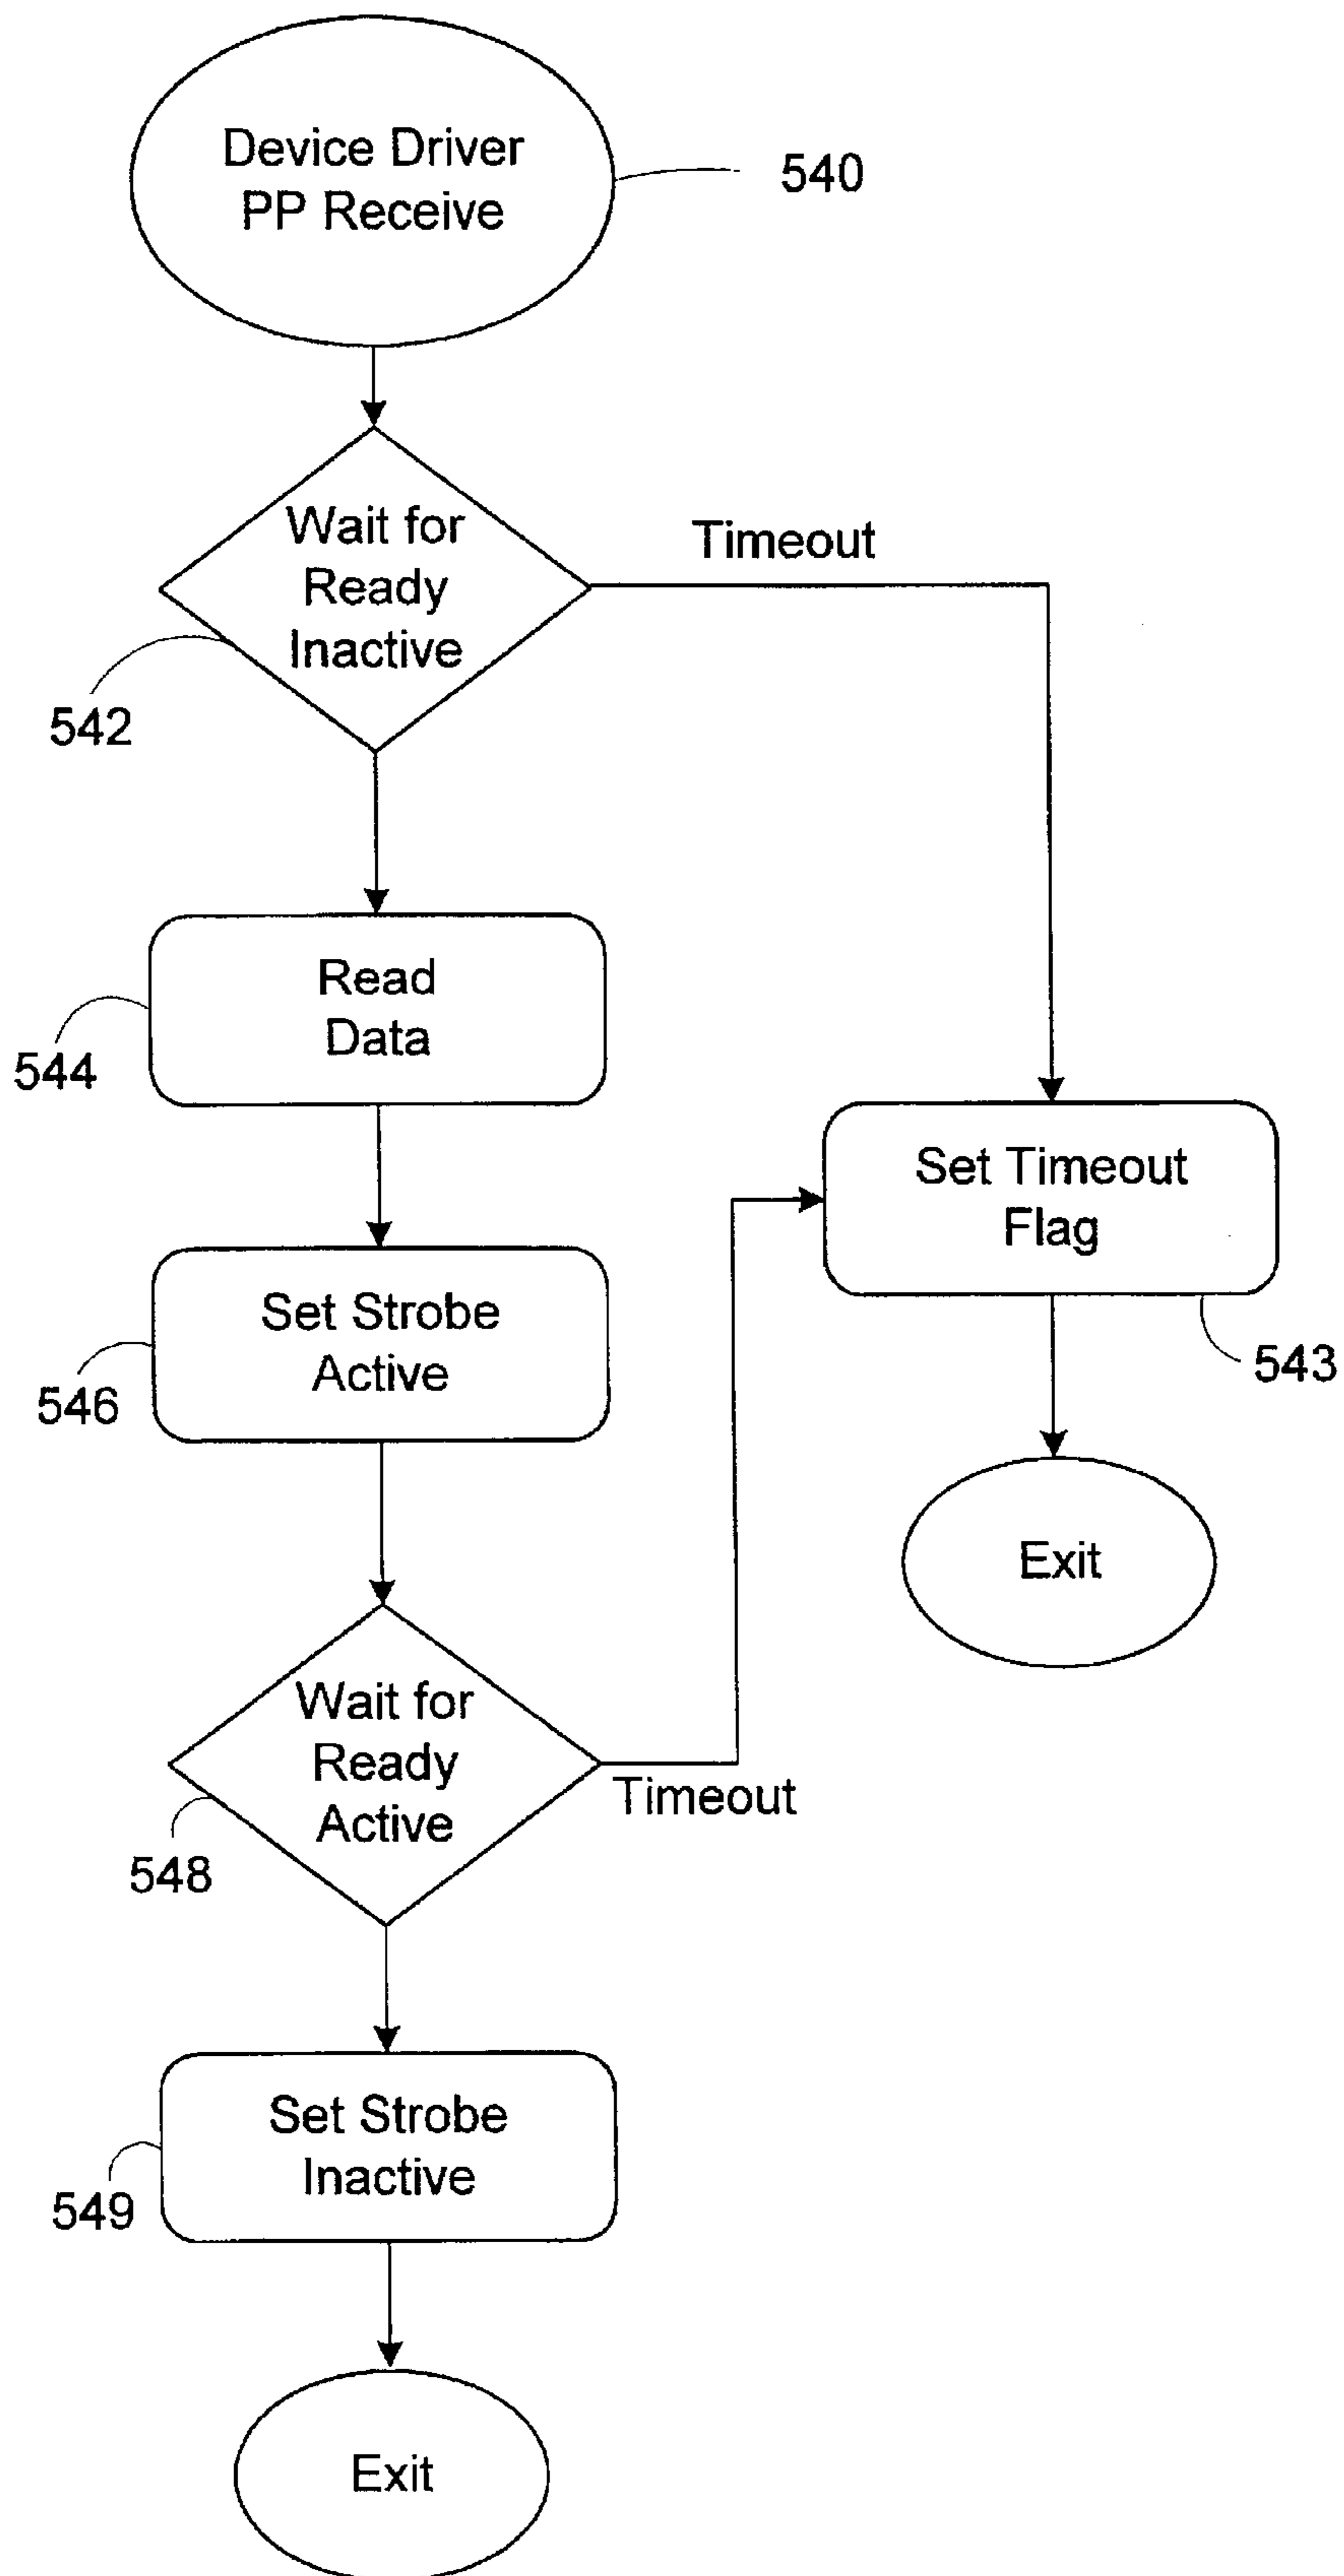 Device Driver
PP Receive
540
Wait for
Ready
Inactive
Timeout
542
Read
Data
544
Set Timeout
Flag
543
Set Strobe
Active
546
Exit
Wait for
Ready
Active
Timeout
548
Set Strobe
Inactive
549
Exit